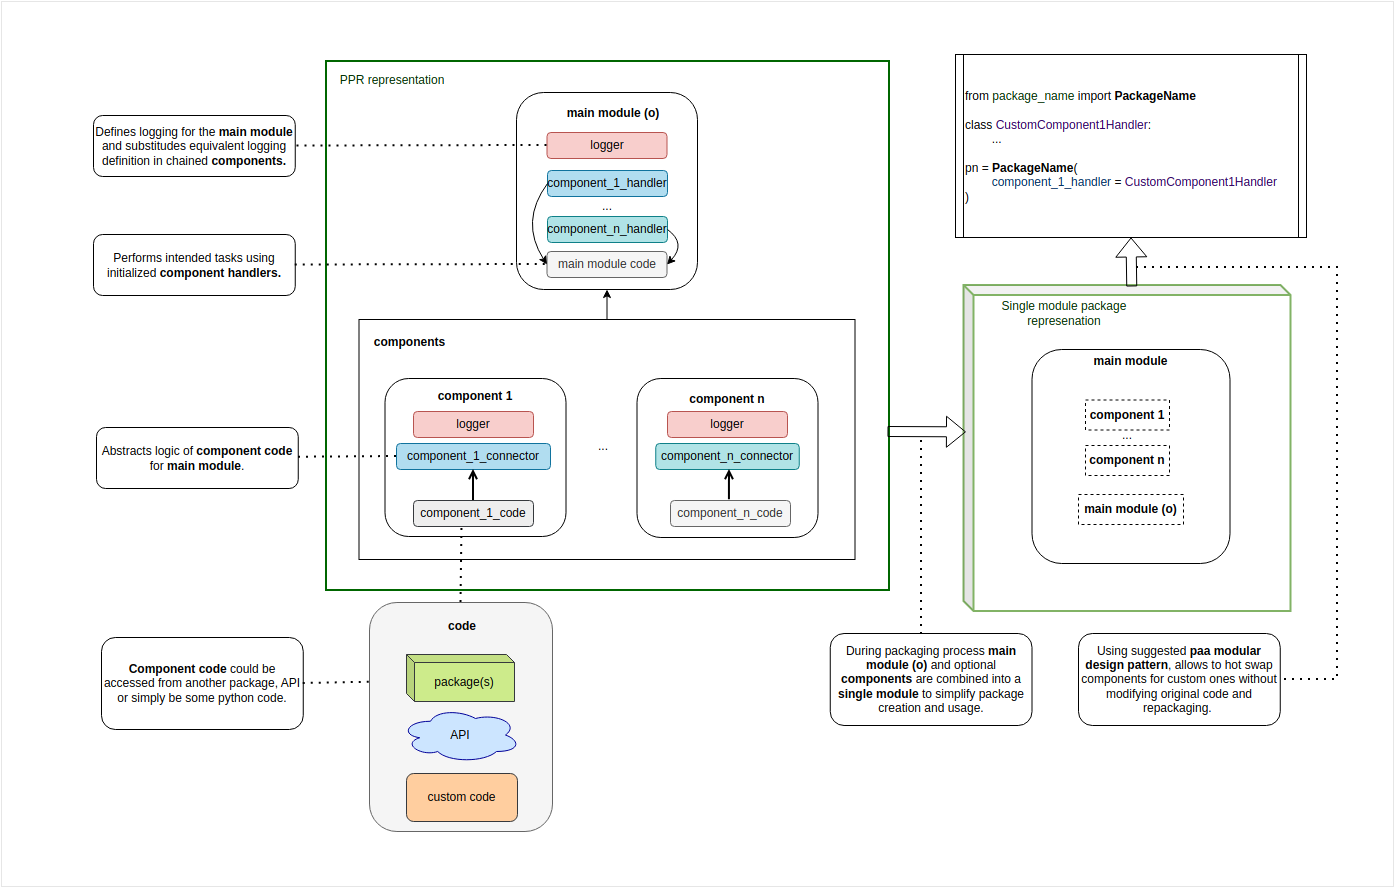 PPR representation
main module (o)
logger
component_1_handler
...
component_n_handler
main module code
Defines logging for the main module
and substitudes equivalent logging
definition in chained components.
Performs intended tasks using
initialized component handlers.
components
component 1
logger
component_1_connector
component_1_code
...
component n
logger
component_n_connector
component_n_code
Abstracts logic of component code
for main module.
code
package(s)
API
custom code
Component code could be
accessed from another package, API
or simply be some python code.
from package_name import PackageName
class CustomComponent1Handler:
...
pn = PackageName(
component_1_handler = CustomComponent1Handler
)
Single module package
represenation
main module
component 1
...
component n
main module (o)
During packaging process main
module (o) and optional
components are combined into a
single module to simplify package
creation and usage.
Using suggested paa modular
design pattern, allows to hot swap
components for custom ones without
modifying original code and
repackaging.